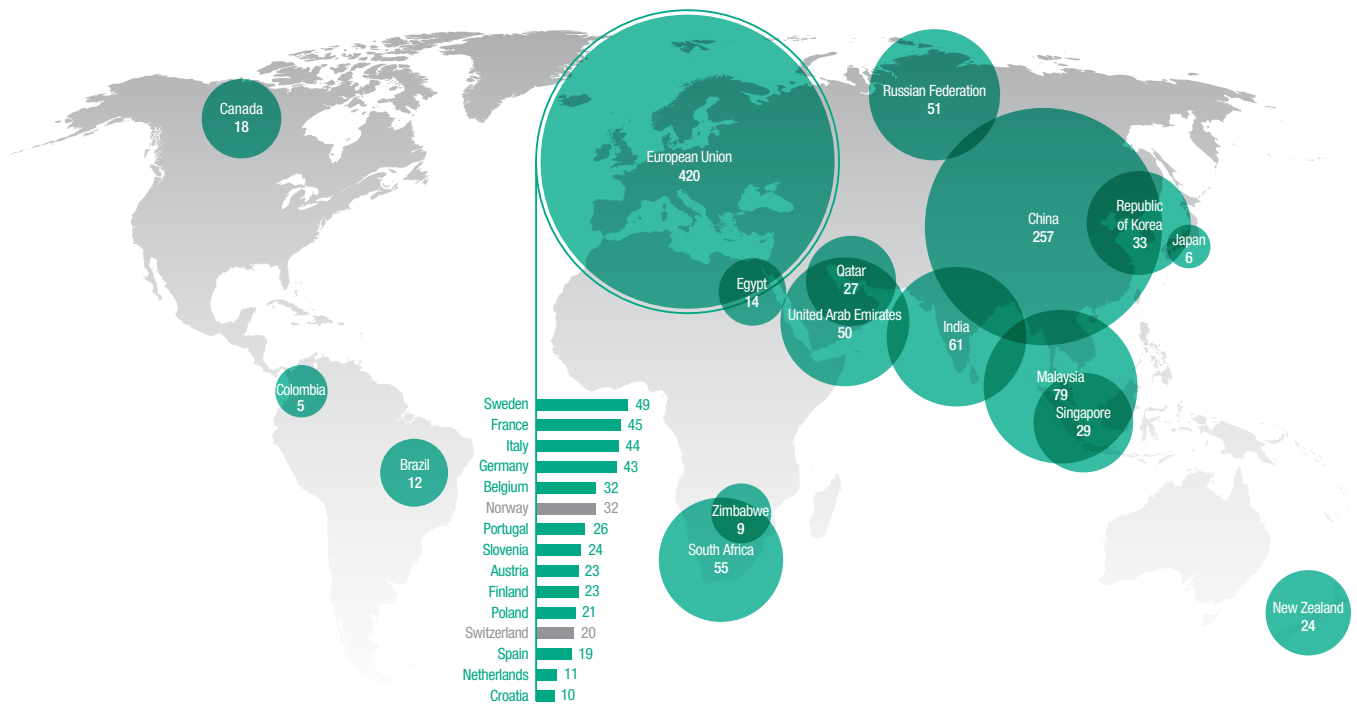 Canada
18
European Union
420
Russian Federation
51
China
257
Republic
of Korea
33
Japan
6
Egypt
14
Qatar
27
United Arab Emirates
50
India
61
Malaysia
79
Singapore
29
Colombia
5
Brazil
12
Zimbabwe
9
South Africa
55
New Zealand
24
Sweden 49
France 45
Italy 44
Germany 43
Belgium 32
Norway 32
Portugal 26
Slovenia 24
Austria 23
Finland 23
Poland 21
Switzerland 20
Spain 19
Netherlands 11
Croatia 10